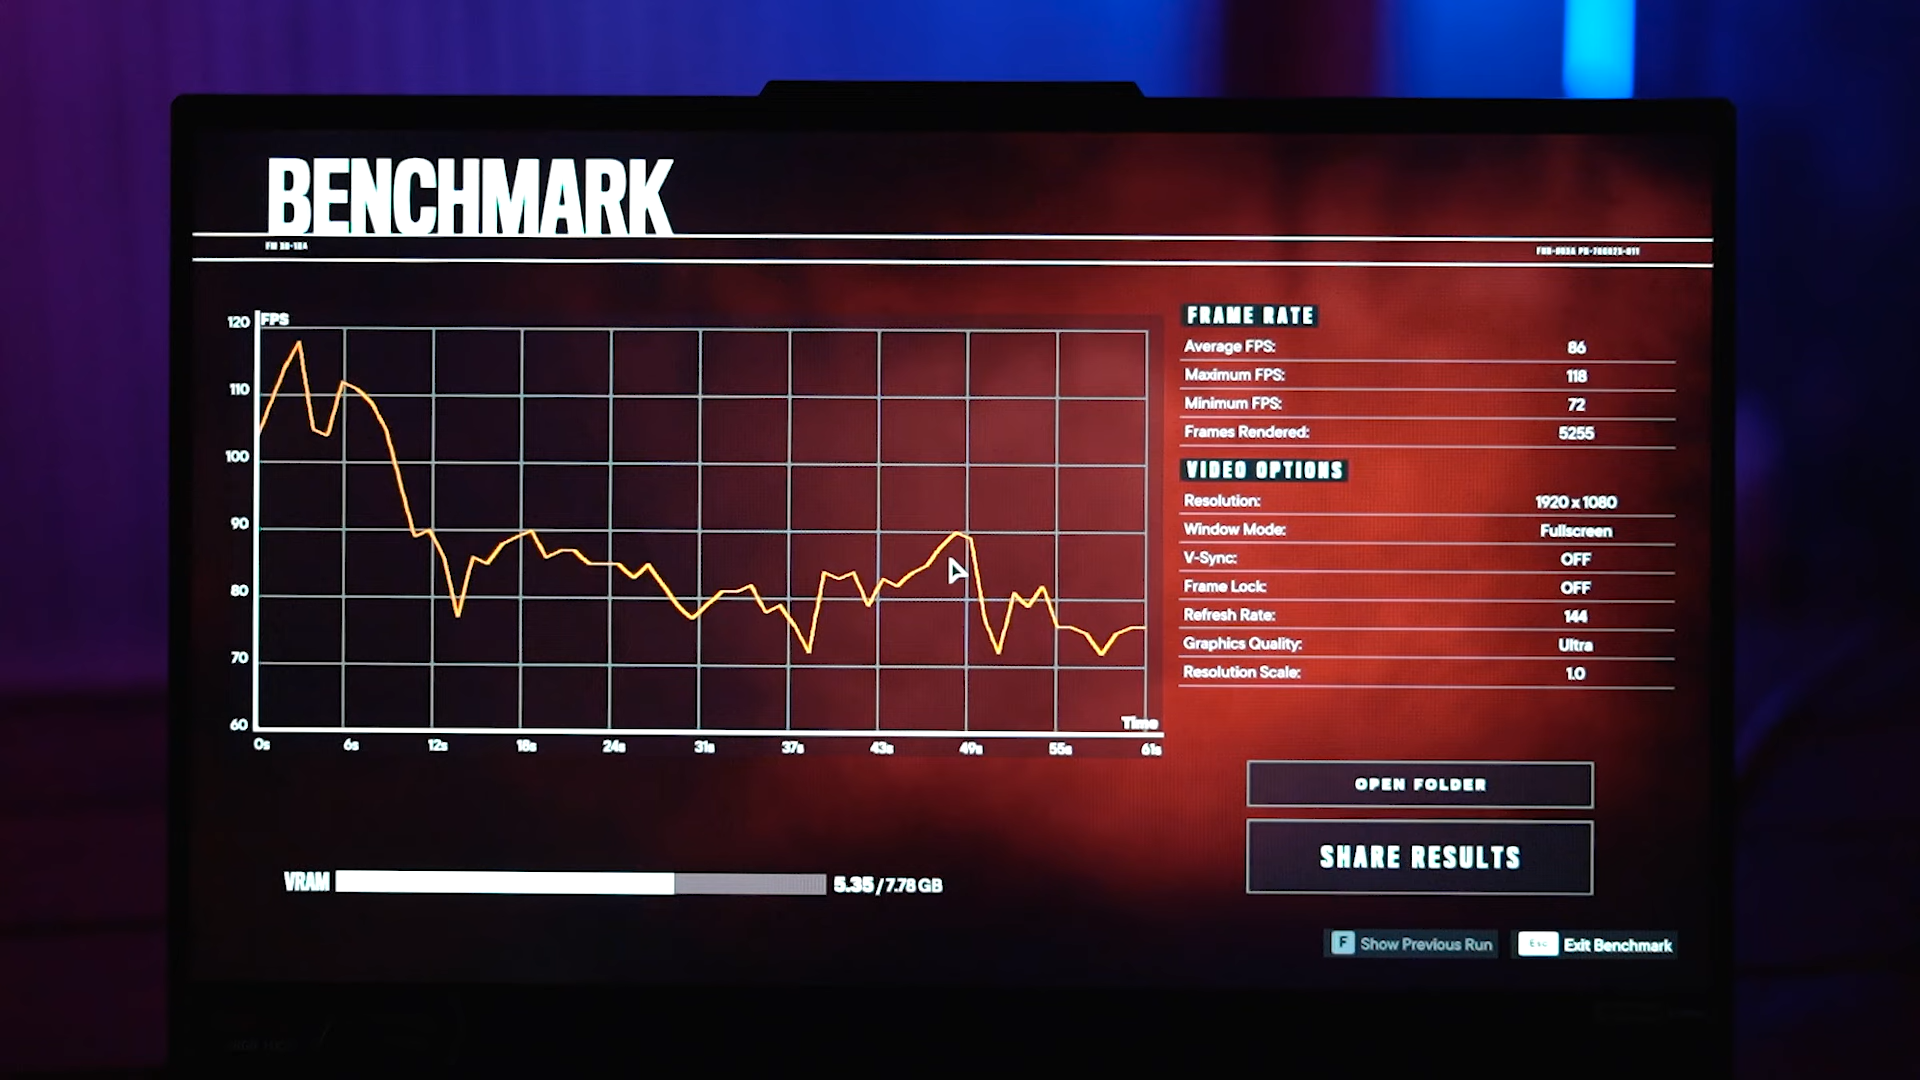 BENCHMARK
FPS
120
110
100
90
80
70
60
0s 6s 12s 18s 24s 31s 37s 43s 49s 55s 61s
Time
VRAM 5.35 / 7.78 GB
FRAME RATE
Average FPS: 86
Maximum FPS: 118
Minimum FPS: 72
Frames Rendered: 5255
VIDEO OPTIONS
Resolution: 1920 x 1080
Window Mode: Fullscreen
V-Sync: OFF
Frame Lock: OFF
Refresh Rate: 144
Graphics Quality: Ultra
Resolution Scale: 1.0
OPEN FOLDER
SHARE RESULTS
F Show Previous Run
Esc Exit Benchmark